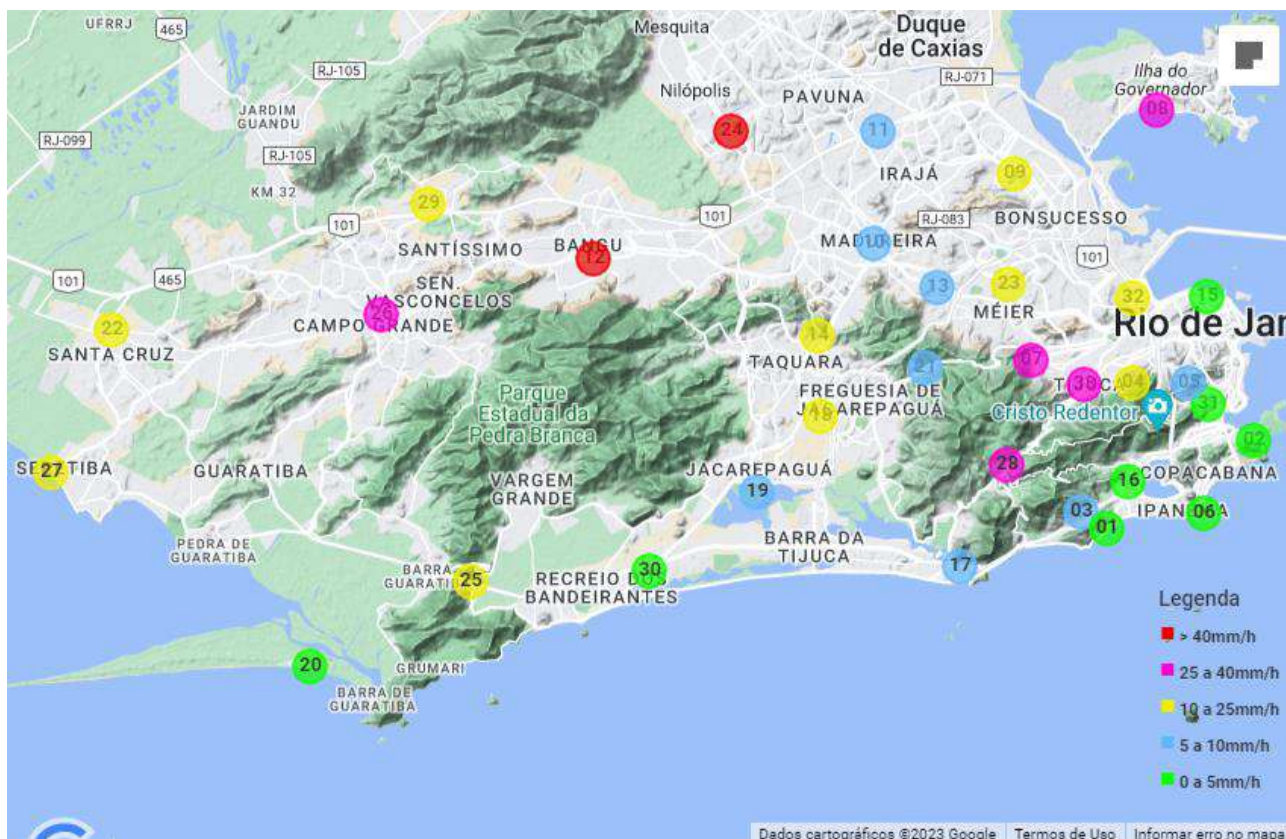 UFRRJ
465
Mesquita
Duque
de Caxias
RJ-105
RJ-071
Ilha do
Governador
Nilópolis
PAVUNA
JARDIM
GUANDU
08
24
11
RJ-099
RJ-105
IRAJÁ
09
KM 32
29
101
101
RJ-083
BONSUCESSO
SANTÍSSIMO
BANGU
12
10
101
101
465
SEN.
VASCONCELOS
13
23
32
15
26
CAMPO GRANDE
MÉIER
22
14
Rio de Jan
SANTA CRUZ
TAQUARA
07
21
Parque
Estadual da
Pedra Branca
FREGUESIA DE
JACAREPAGUÁ
38
04
05
31
Cristo Redentor
02
27
GUARATIBA
VARGEM
GRANDE
JACAREPAGUÁ
28
COPACABANA
19
16
03
01
06
PEDRA DE
GUARATIBA
BARRA DA
TIJUCA
17
25
30
RECREIO DOS
BANDEIRANTES
20
GRUMARI
BARRA DE
GUARATIBA
Legenda
> 40mm/h
25 a 40mm/h
10 a 25mm/h
5 a 10mm/h
0 a 5mm/h
Dados cartográficos ©2023 Google
Termos de Uso
Informar erro no mapa